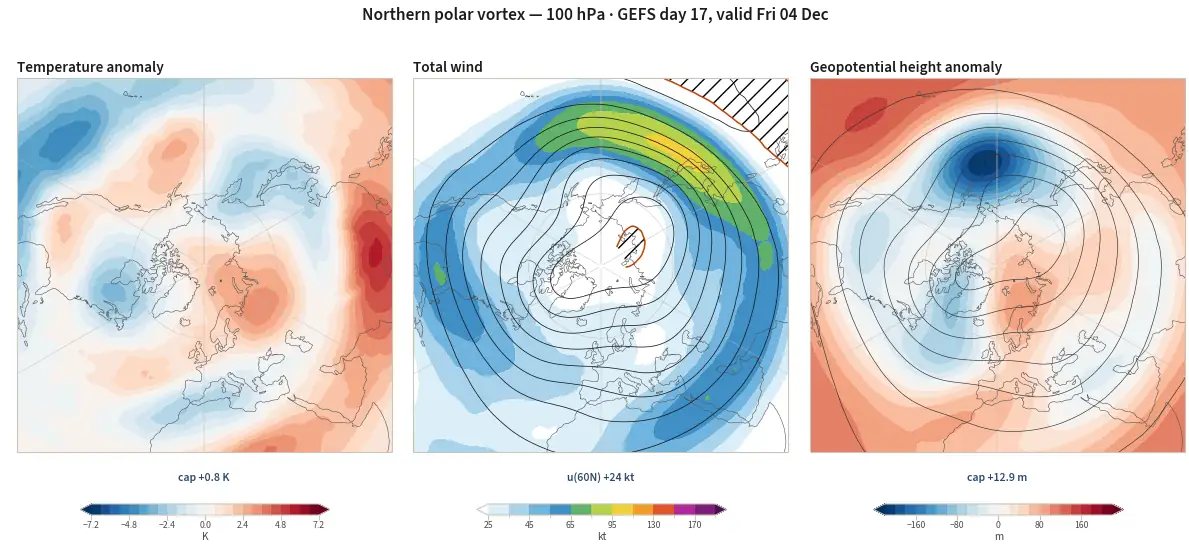 Northern polar vortex — 100 hPa · GEFS day 17, valid Fri 04 Dec
Temperature anomaly
Total wind
Geopotential height anomaly
cap +0.8 K
u(60N) +24 kt
cap +12.9 m
−7.2 −4.8 −2.4 0.0 2.4 4.8 7.2
K
25 45 65 95 130 170
kt
−160 −80 0 80 160
m